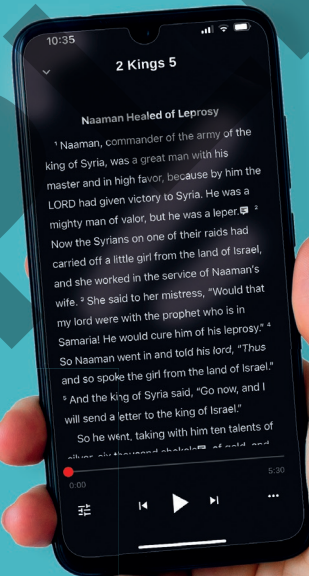 10:35
2 Kings 5
Naaman Healed of Leprosy
1 Naaman, commander of the army of the
king of Syria, was a great man with his
master and in high favor, because by him the
LORD had given victory to Syria. He was a
mighty man of valor, but he was a leper. 2
Now the Syrians on one of their raids had
carried off a little girl from the land of Israel,
and she worked in the service of Naaman's
wife. 3 She said to her mistress, “Would that
my lord were with the prophet who is in
Samaria! He would cure him of his leprosy.” 4
So Naaman went in and told his lord, “Thus
and so spoke the girl from the land of Israel.”
5 And the king of Syria said, “Go now, and I
will send a letter to the king of Israel.”
So he went, taking with him ten talents of
silver, six thousand shekels of gold, and
0:00
5:30